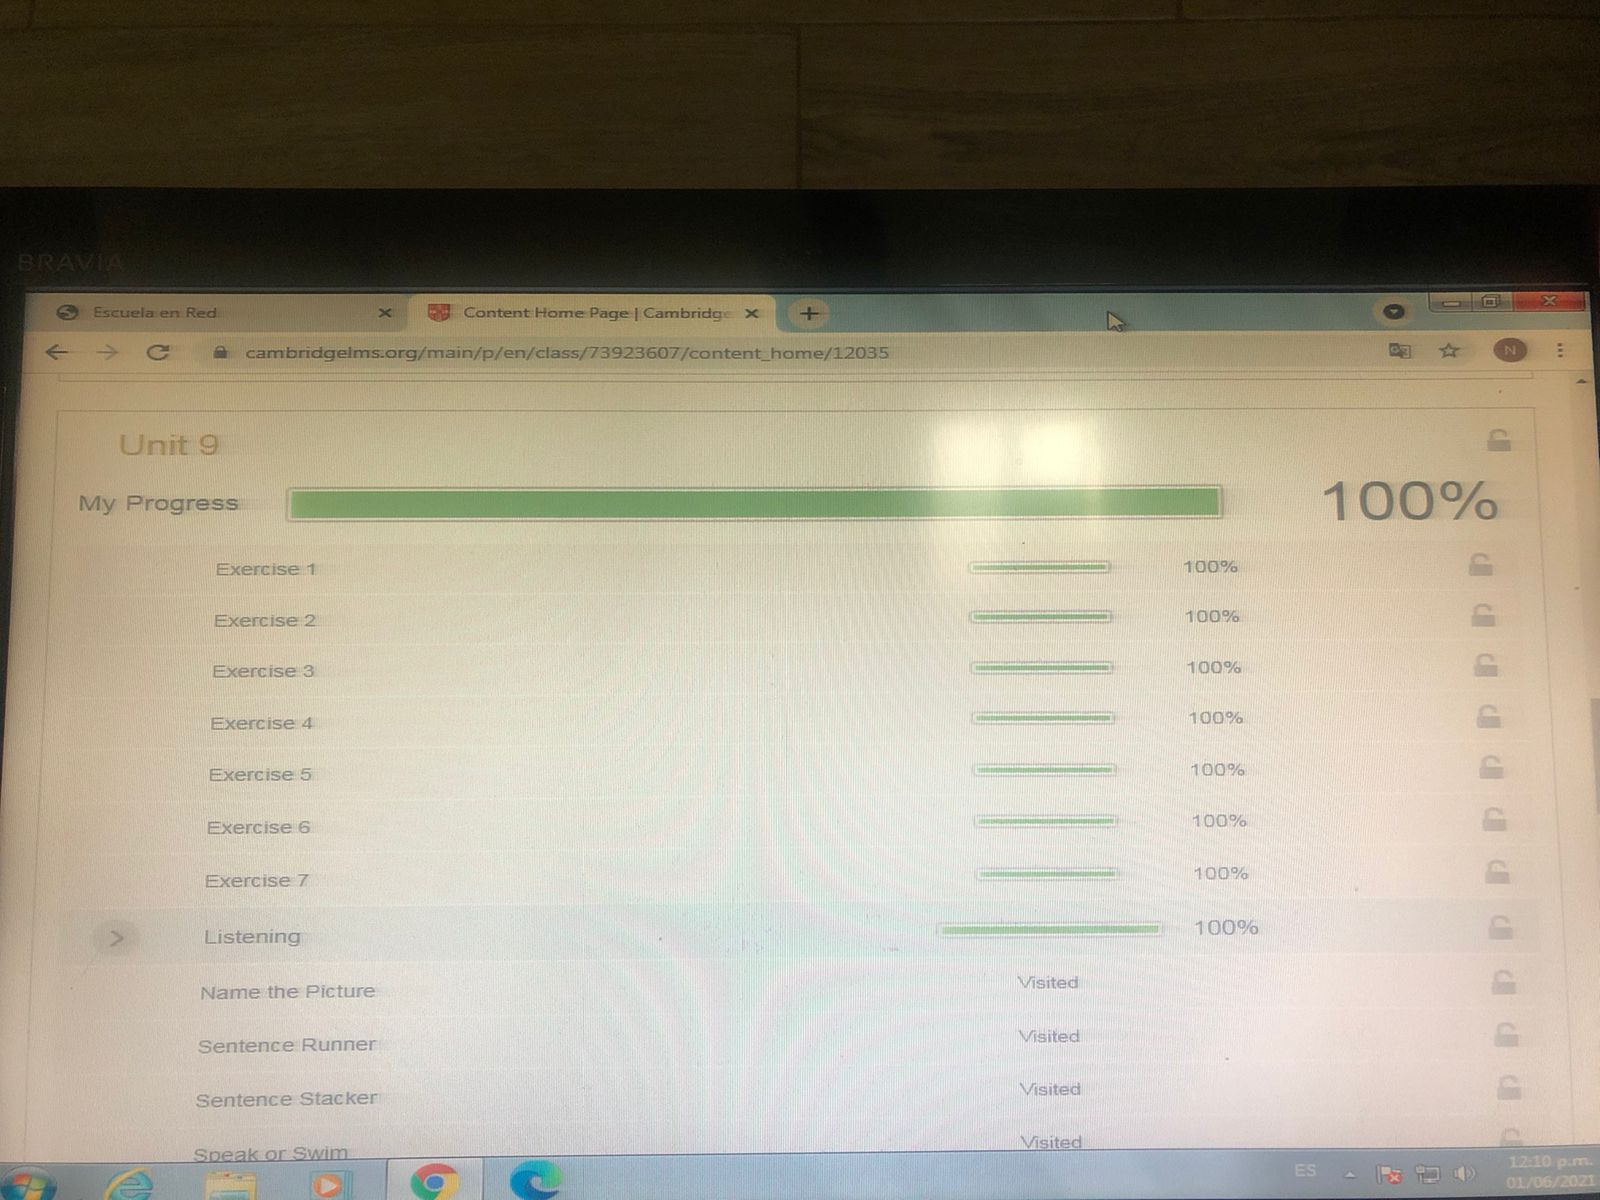 BRAVIA
Escuela en Red
Content Home Page | Cambridge
cambridgelms.org/main/p/en/class/73923607/content_home/12035
N
Unit 9
My Progress 100%
Exercise 1 100%
Exercise 2 100%
Exercise 3 100%
Exercise 4 100%
Exercise 5 100%
Exercise 6 100%
Exercise 7 100%
Listening 100%
Name the Picture Visited
Sentence Runner Visited
Sentence Stacker Visited
Speak or Swim Visited
ES
12:10 p.m.
01/06/2021